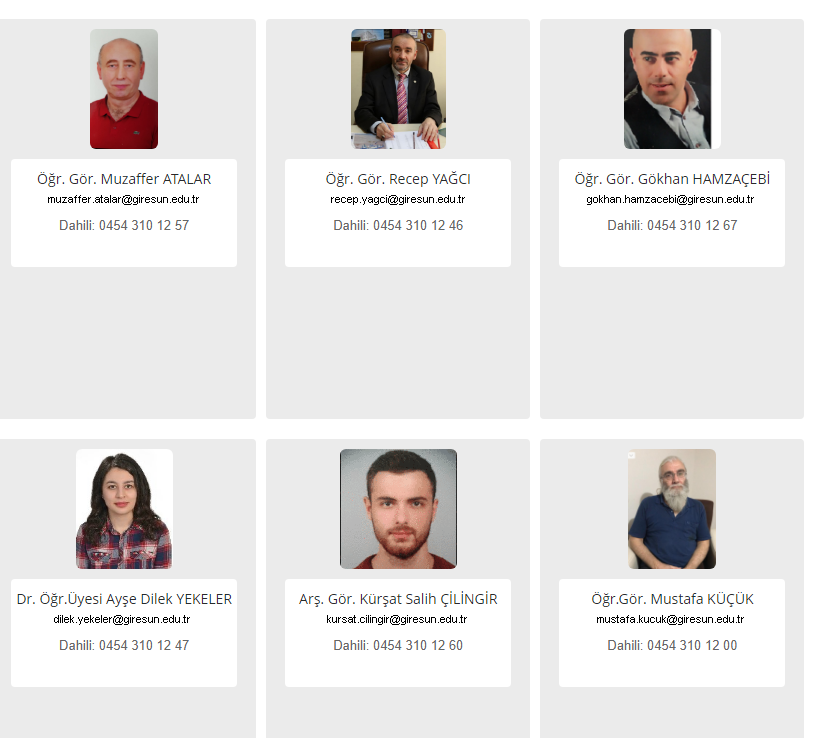 Öğr. Gör. Muzaffer ATALAR
muzaffer.atalar@giresun.edu.tr
Dahili: 0454 310 12 57
Öğr. Gör. Recep YAĞCI
recep.yagci@giresun.edu.tr
Dahili: 0454 310 12 46
Öğr. Gör. Gökhan HAMZAÇEBİ
gokhan.hamzacebi@giresun.edu.tr
Dahili: 0454 310 12 67
Dr. Öğr.Üyesi Ayşe Dilek YEKELER
dilek.yekeler@giresun.edu.tr
Dahili: 0454 310 12 47
Arş. Gör. Kürşat Salih ÇİLİNGİR
kursat.cilingir@giresun.edu.tr
Dahili: 0454 310 12 60
Öğr.Gör. Mustafa KÜÇÜK
mustafa.kucuk@giresun.edu.tr
Dahili: 0454 310 12 00